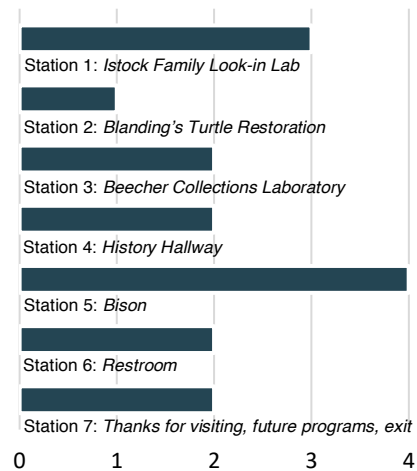 Station 1: Istock Family Look-in Lab
Station 2: Blanding’s Turtle Restoration
Station 3: Beecher Collections Laboratory
Station 4: History Hallway
Station 5: Bison
Station 6: Restroom
Station 7: Thanks for visiting, future programs, exit
0 1 2 3 4